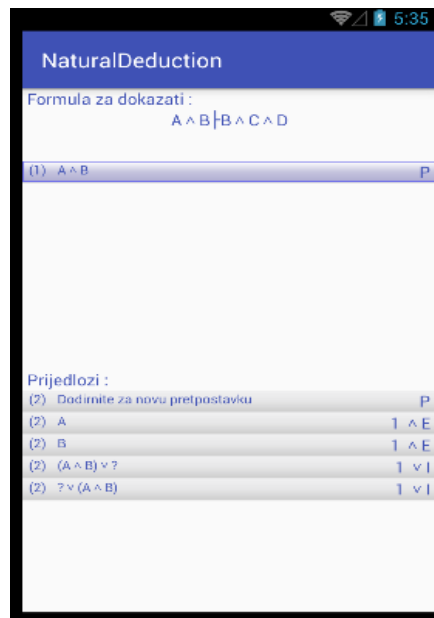 5:35
NaturalDeduction
Formula za dokazati :
A ∧ B ⊢ B ∧ C ∧ D
(1) A ∧ B P
Prijedlozi :
(2) Dodirnite za novu pretpostavku P
(2) A 1 ∧ E
(2) B 1 ∧ E
(2) (A ∧ B) ∨ ? 1 ∨ I
(2) ? ∨ (A ∧ B) 1 ∨ I